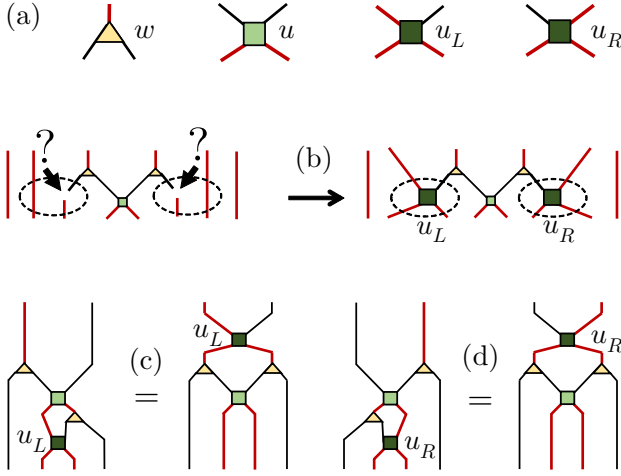 (a) w u u_L u_R
? ? (b)
u_L u_R
u_L (c) = u_L (d) = u_R
u_R